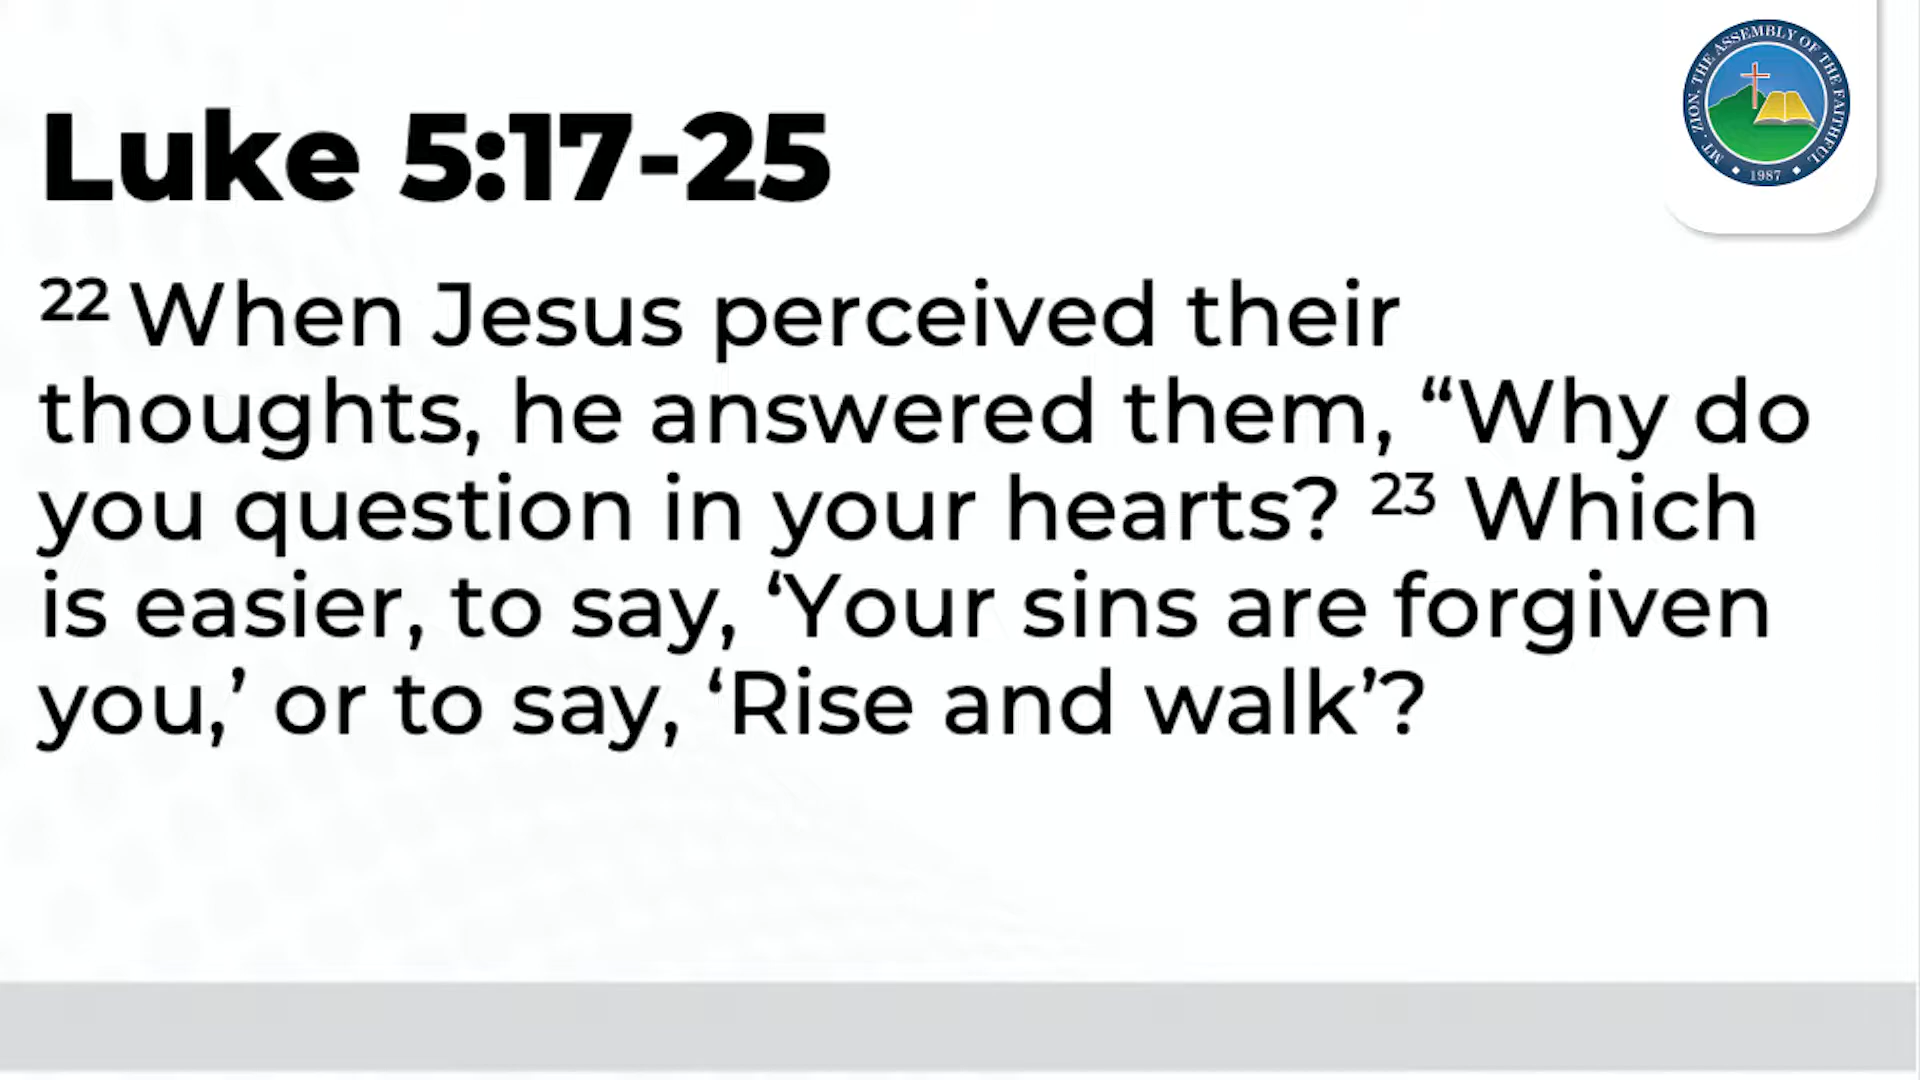 MT. ZION, THE ASSEMBLY OF THE FAITHFUL
1987
Luke 5:17-25
22 When Jesus perceived their
thoughts, he answered them, “Why do
you question in your hearts? 23 Which
is easier, to say, ‘Your sins are forgiven
you,’ or to say, ‘Rise and walk’?